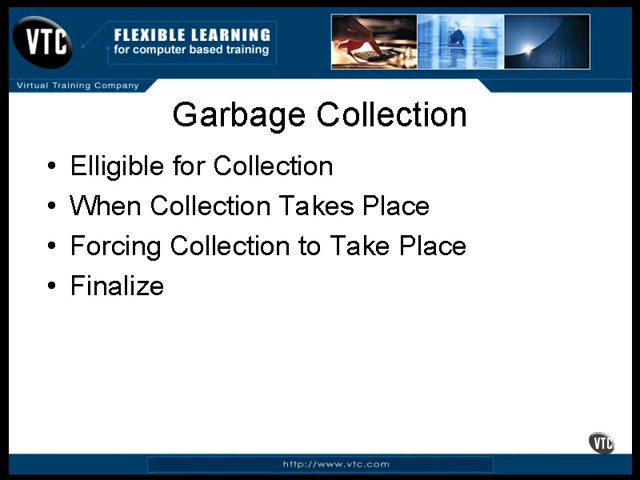 VTC
FLEXIBLE LEARNING
for computer based training
Virtual Training Company
Garbage Collection
• Elligible for Collection
• When Collection Takes Place
• Forcing Collection to Take Place
• Finalize
VTC
http://www.vtc.com